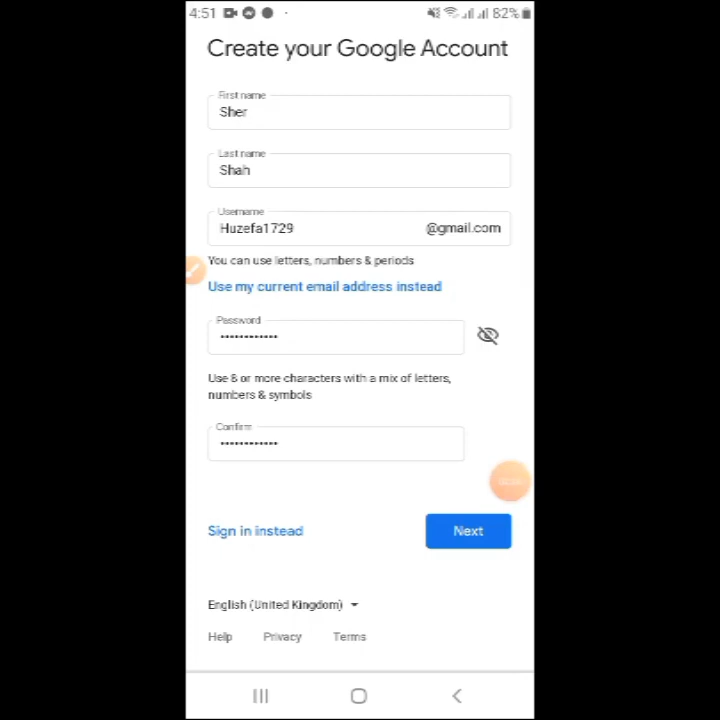 4:51 82%
Create your Google Account
First name
Sher
Last name
Shah
Username
Huzefa1729 @gmail.com
You can use letters, numbers & periods
Use my current email address instead
Password
Use 8 or more characters with a mix of letters,
numbers & symbols
Confirm
Sign in instead Next
English (United Kingdom)
Help Privacy Terms